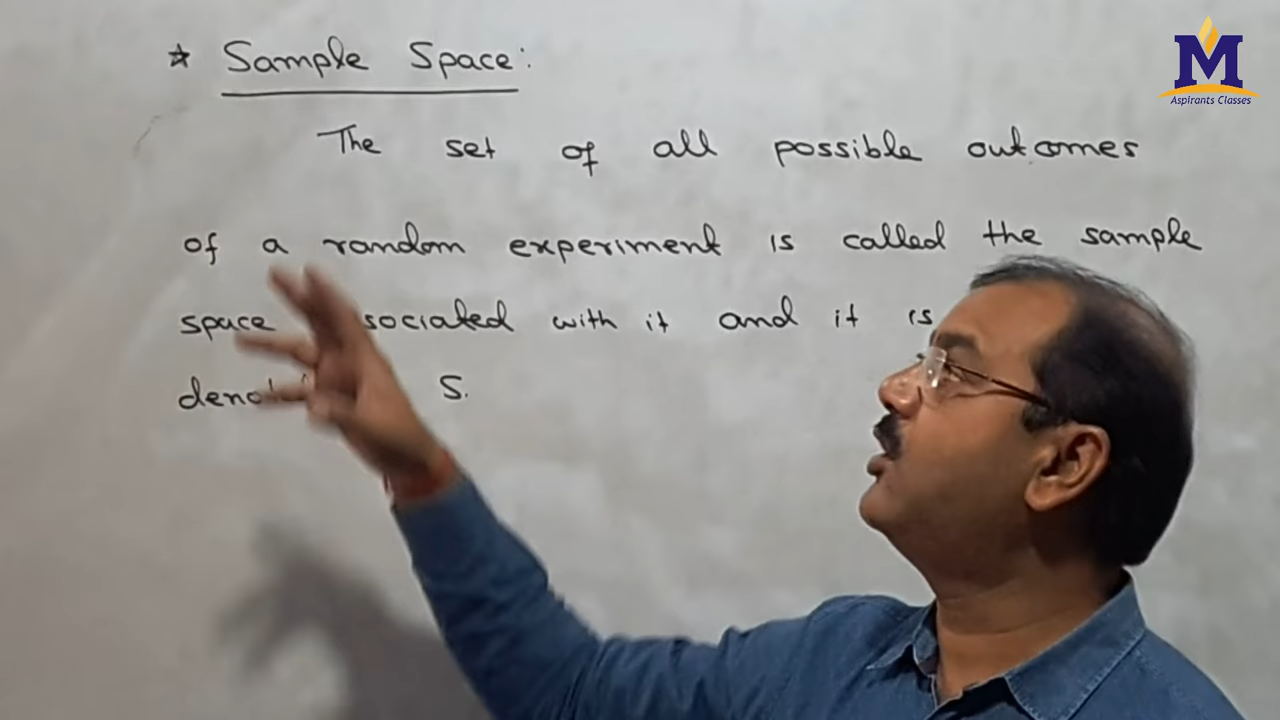 * Sample Space:
The set of all possible outcomes
of a random experiment is called the sample
space sociated with it and it is
S.
M
Aspirants Classes